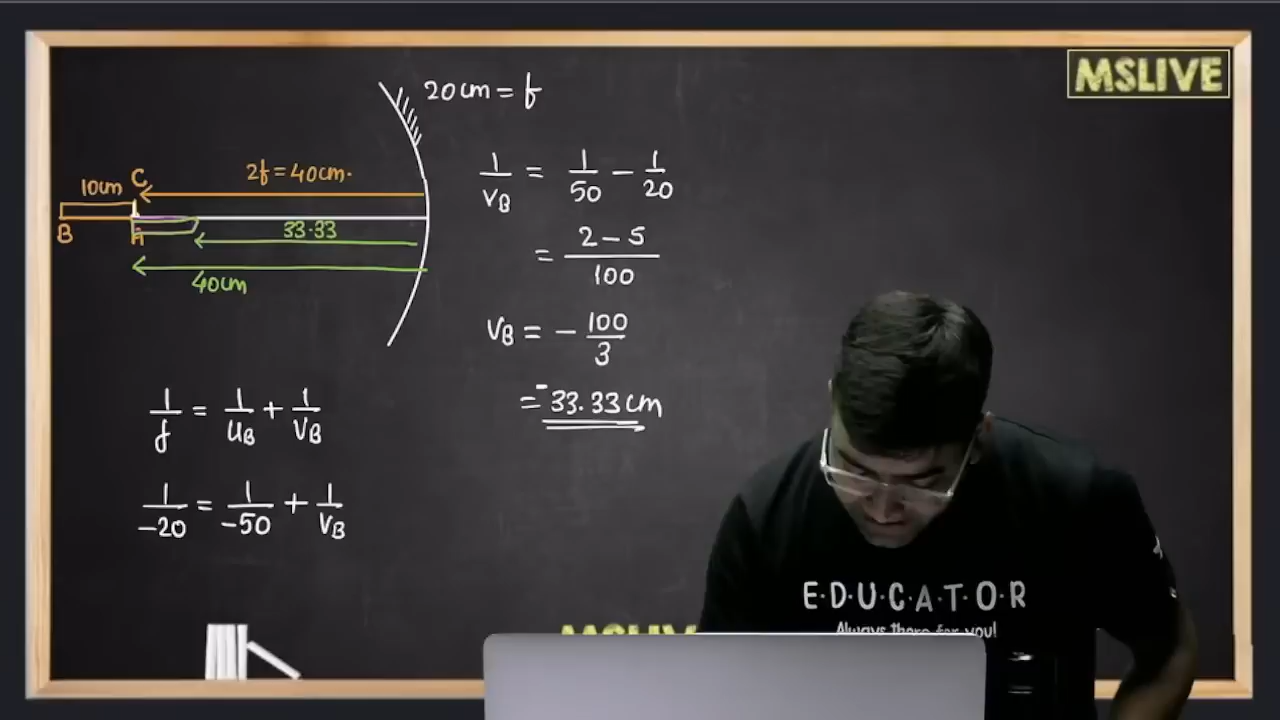 MSLIVE
20cm = f
2f = 40cm.
10cm
C
B
A
33.33
40cm
1/f = 1/u_B + 1/v_B
1/-20 = 1/-50 + 1/v_B
1/v_B = 1/50 - 1/20
= 2-5/100
v_B = - 100/3
= -33.33 cm
E·D·U·C·A·T·O·R
Always there for you!
MSLIVE